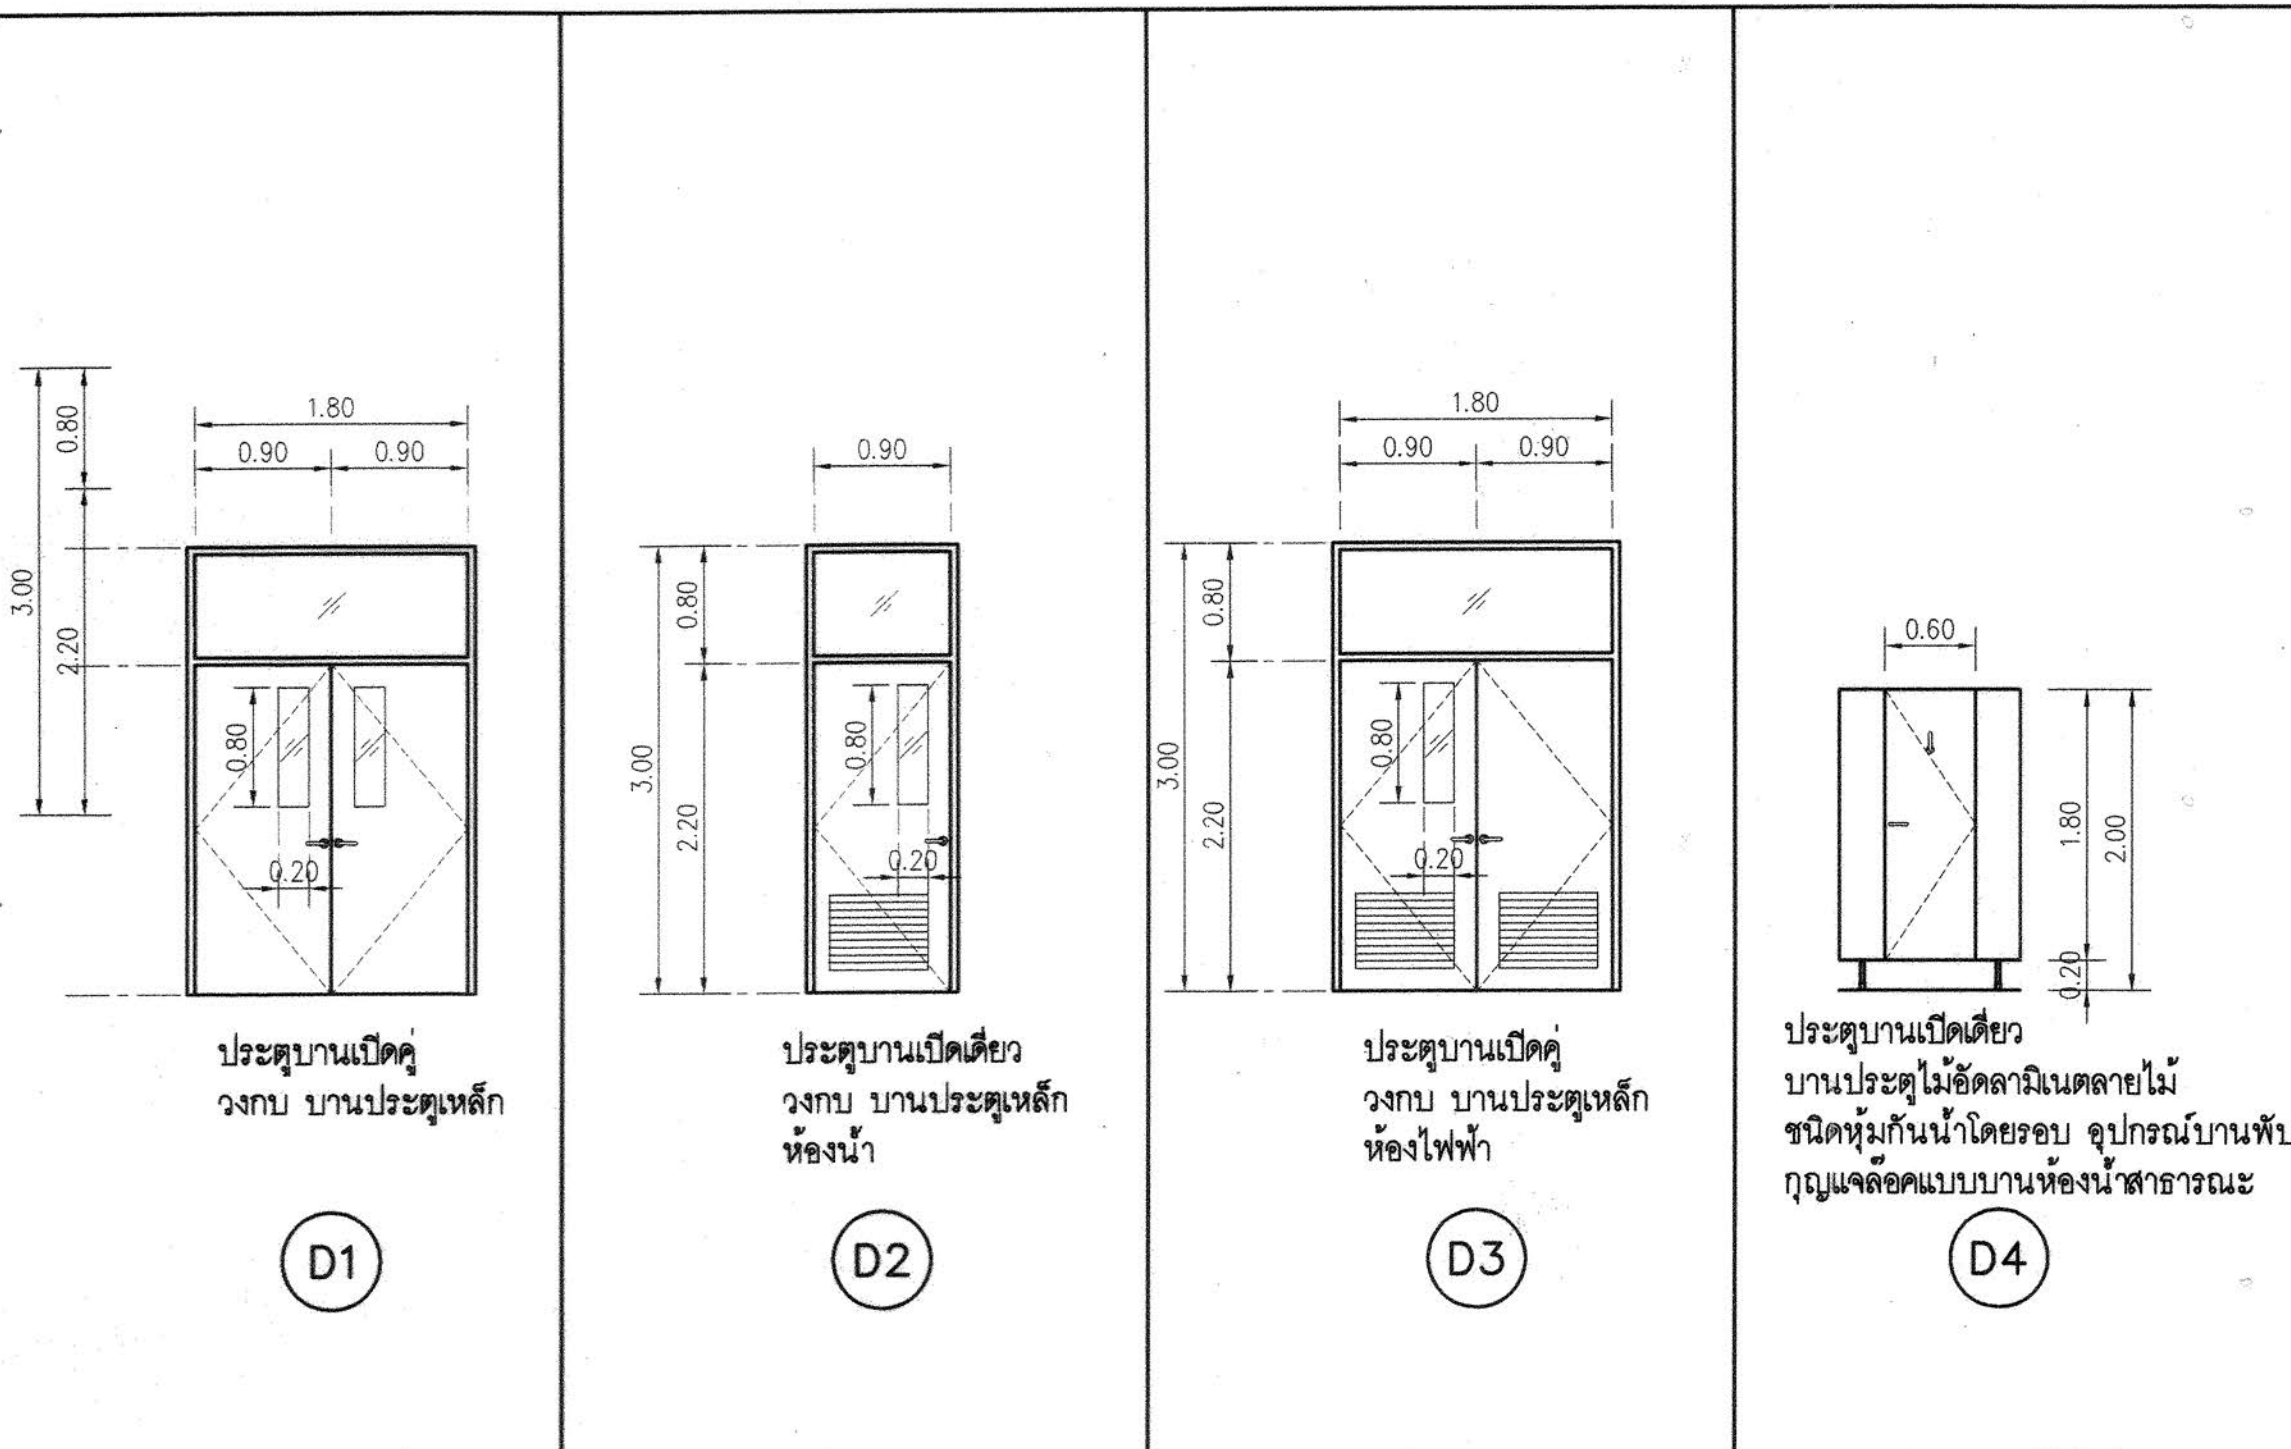 3.00
0.80
2.20
1.80
0.90 0.90
0.80
0.20
ประตูบานเปิดคู่
วงกบ บานประตูเหล็ก
D1
0.90
3.00
0.80
2.20
0.80
0.20
ประตูบานเปิดเดี่ยว
วงกบ บานประตูเหล็ก
ห้องน้ำ
D2
1.80
0.90 0.90
3.00
0.80
2.20
0.80
0.20
ประตูบานเปิดคู่
วงกบ บานประตูเหล็ก
ห้องไฟฟ้า
D3
0.60
1.80
2.00
0.20
ประตูบานเปิดเดี่ยว
บานประตูไม้อัดลามิเนตลายไม้
ชนิดหุ้มกันน้ำโดยรอบ อุปกรณ์บานพับ
กุญแจล๊อคแบบบานห้องน้ำสาธารณะ
D4